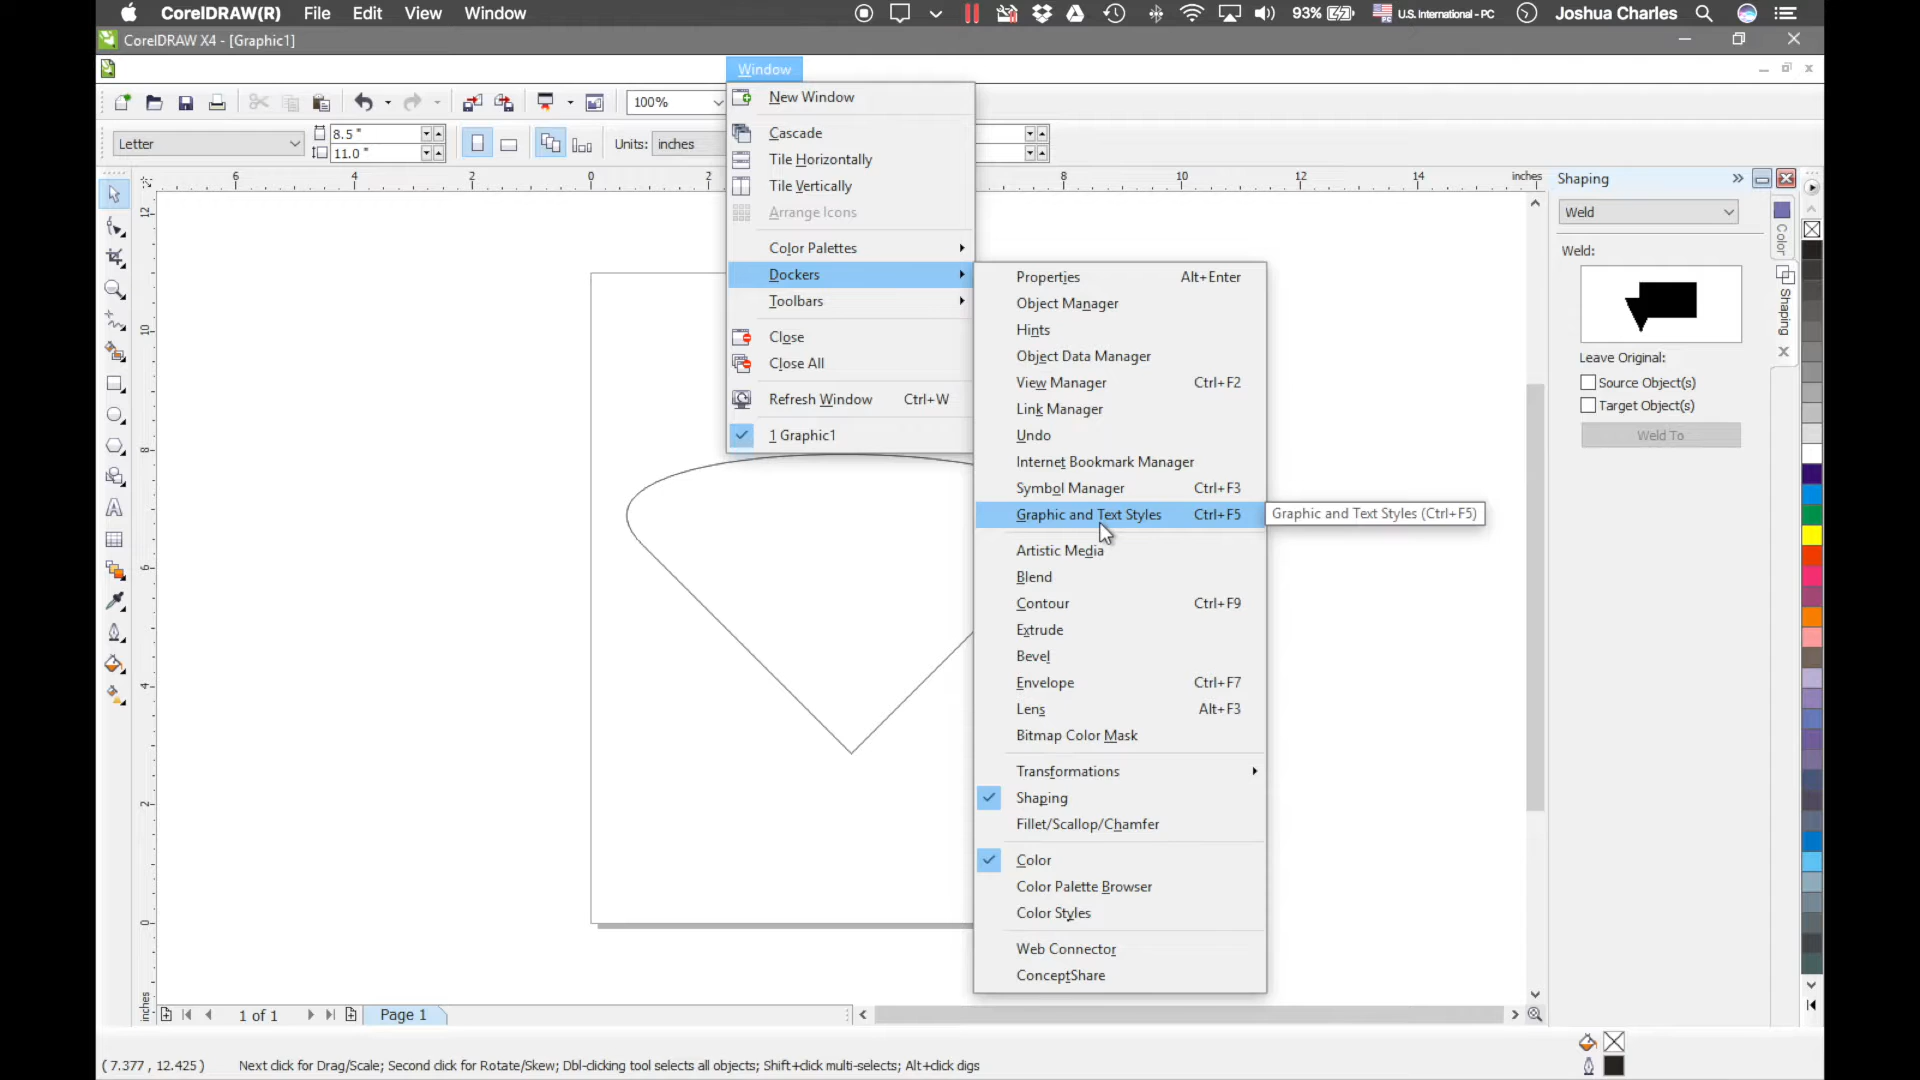 CorelDRAW(R) File Edit View Window 93% U.S. International - PC Joshua Charles
CorelDRAW X4 - [Graphic1]
Window
100%
Letter
8.5 "
11.0 "
Units: inches
6 4 2 0 2 8 10 12 14 inches
12
10
8
6
4
2
0
inches
New Window
Cascade
Tile Horizontally
Tile Vertically
Arrange Icons
Color Palettes
Dockers
Toolbars
Close
Close All
Refresh Window Ctrl+W
1 Graphic1
Properties Alt+Enter
Object Manager
Hints
Object Data Manager
View Manager Ctrl+F2
Link Manager
Undo
Internet Bookmark Manager
Symbol Manager Ctrl+F3
Graphic and Text Styles Ctrl+F5
Graphic and Text Styles (Ctrl+F5)
Artistic Media
Blend
Contour Ctrl+F9
Extrude
Bevel
Envelope Ctrl+F7
Lens Alt+F3
Bitmap Color Mask
Transformations
Shaping
Fillet/Scallop/Chamfer
Color
Color Palette Browser
Color Styles
Web Connector
ConceptShare
Shaping
Weld
Weld:
Leave Original:
Source Object(s)
Target Object(s)
Weld To
Color
Shaping
1 of 1
Page 1
( 7.377 , 12.425 ) Next click for Drag/Scale; Second click for Rotate/Skew; Dbl-clicking tool selects all objects; Shift+click multi-selects; Alt+click digs